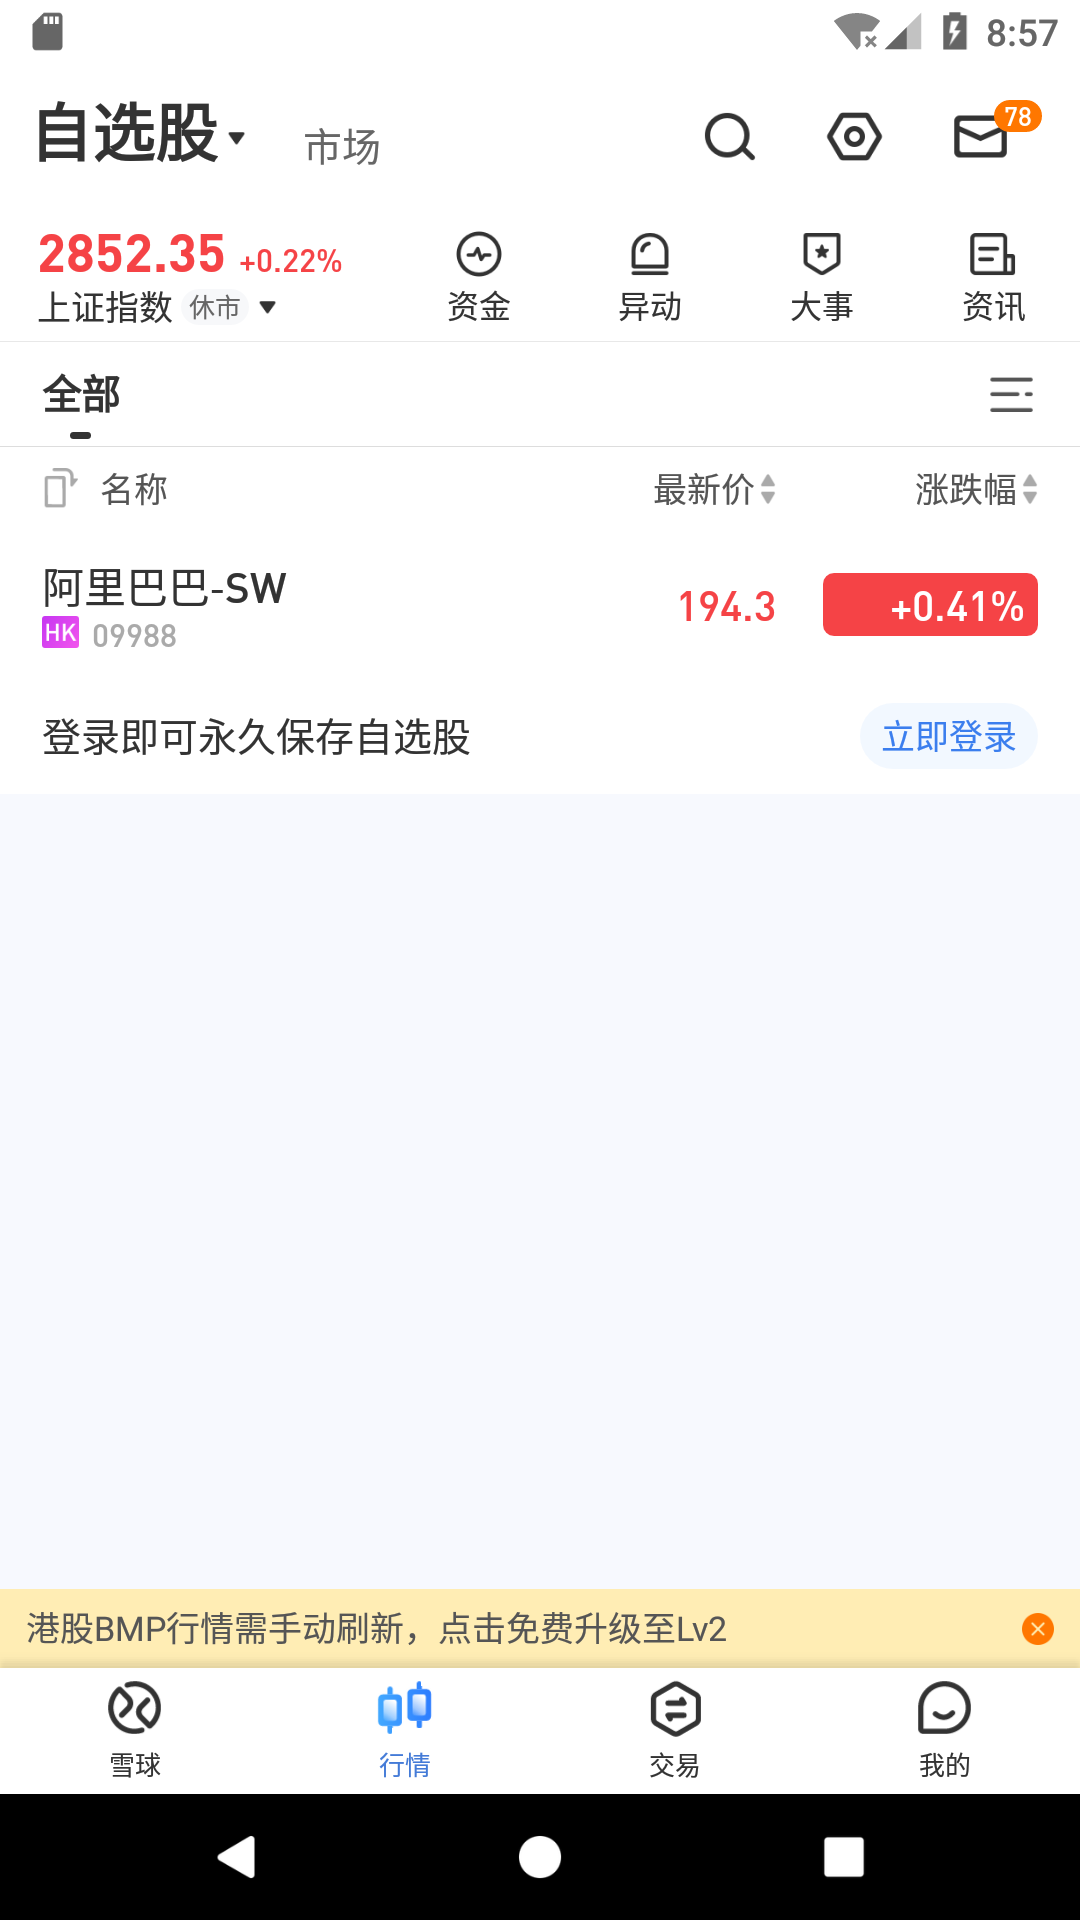 8:57
自选股 市场 78
2852.35 +0.22%
上证指数 休市
资金 异动 大事 资讯
全部
名称 最新价 涨跌幅
阿里巴巴-SW 194.3 +0.41%
HK 09988
登录即可永久保存自选股 立即登录
港股BMP行情需手动刷新，点击免费升级至Lv2
雪球 行情 交易 我的